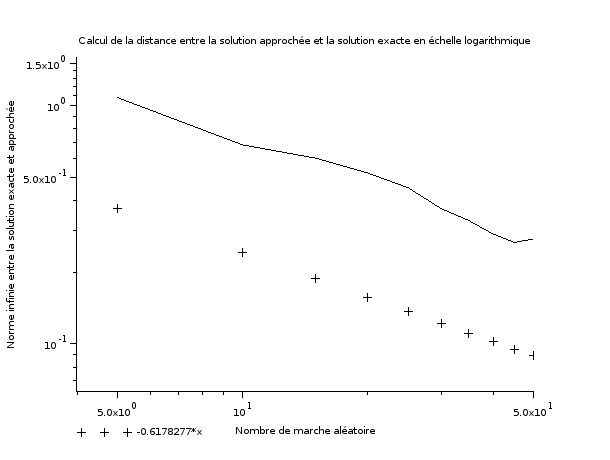 Calcul de la distance entre la solution approchée et la solution exacte en échelle logarithmique
Norme infinie entre la solution exacte et approchée
1.5x10^0
10^0
5.0x10^-1
10^-1
5.0x10^0
10^1
5.0x10^1
Nombre de marche aléatoire
-0.6178277*x